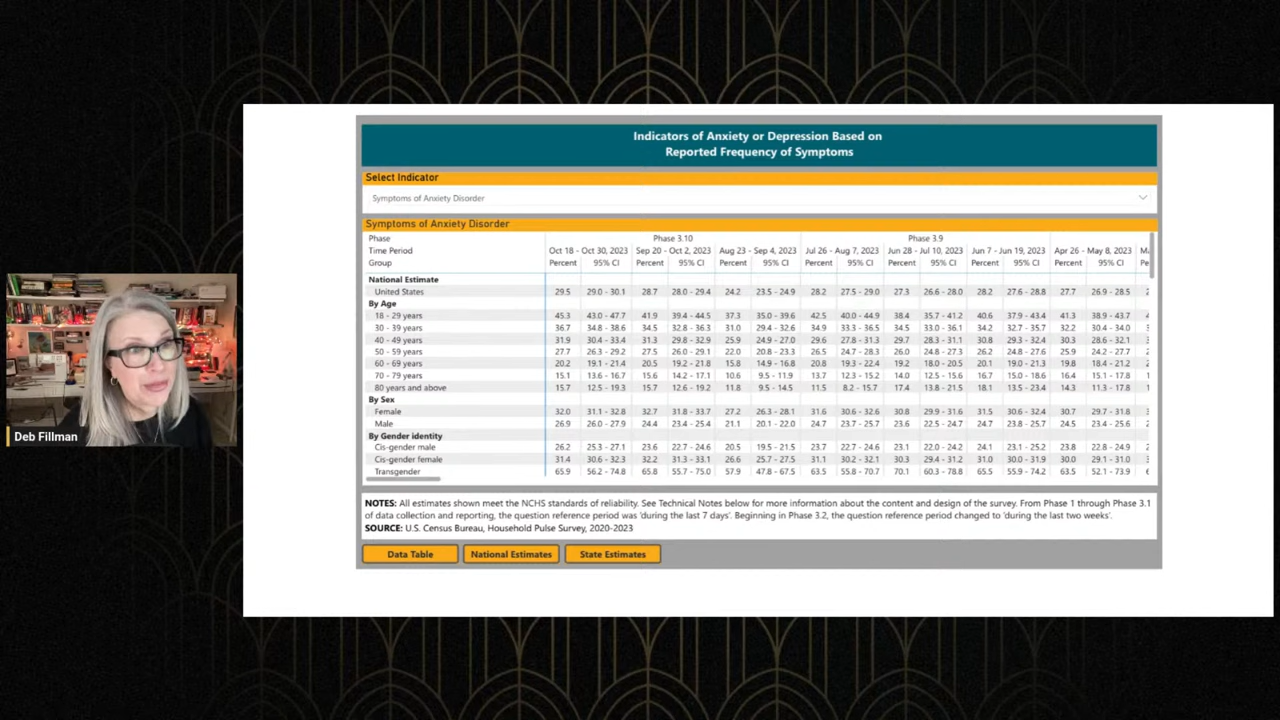 Indicators of Anxiety or Depression Based on
Reported Frequency of Symptoms
Select Indicator
Symptoms of Anxiety Disorder
Symptoms of Anxiety Disorder
Phase Phase 3.10 Phase 3.9
Time Period Oct 18 - Oct 30, 2023 Sep 20 - Oct 2, 2023 Aug 23 - Sep 4, 2023 Jul 26 - Aug 7, 2023 Jun 28 - Jul 10, 2023 Jun 7 - Jun 19, 2023 Apr 26 - May 8, 2023
Group Percent 95% CI Percent 95% CI Percent 95% CI Percent 95% CI Percent 95% CI Percent 95% CI Percent 95% CI
National Estimate
United States 29.5 29.0 - 30.1 28.7 28.0 - 29.4 24.2 23.5 - 24.9 28.2 27.5 - 29.0 27.3 26.6 - 28.0 28.2 27.6 - 28.8 27.7 26.9 - 28.5
By Age
18 - 29 years 45.3 43.0 - 47.7 41.9 39.4 - 44.5 37.3 35.0 - 39.6 42.5 40.0 - 44.9 38.4 35.7 - 41.2 40.6 37.9 - 43.4 41.3 38.9 - 43.7
30 - 39 years 36.7 34.8 - 38.6 34.5 32.8 - 36.3 31.0 29.4 - 32.6 34.9 33.3 - 36.5 34.5 33.0 - 36.1 34.2 32.7 - 35.7 32.2 30.4 - 34.0
40 - 49 years 31.9 30.4 - 33.4 31.3 29.8 - 32.9 25.9 24.9 - 27.0 29.6 27.8 - 31.3 29.7 28.3 - 31.1 30.8 29.3 - 32.4 30.3 28.6 - 32.1
50 - 59 years 27.7 26.3 - 29.2 27.5 26.0 - 29.1 22.0 20.8 - 23.3 26.5 24.7 - 28.3 26.0 24.8 - 27.3 26.2 24.8 - 27.6 25.9 24.2 - 27.7
60 - 69 years 20.2 19.1 - 21.4 20.5 19.2 - 21.8 15.8 14.9 - 16.8 20.8 19.3 - 22.4 19.2 18.0 - 20.5 20.1 19.0 - 21.3 19.8 18.4 - 21.2
70 - 79 years 15.1 13.6 - 16.7 15.6 14.2 - 17.1 10.6 9.5 - 11.9 13.7 12.3 - 15.2 14.0 12.5 - 15.6 16.7 15.0 - 18.6 16.4 15.1 - 17.8
80 years and above 15.7 12.5 - 19.3 15.7 12.6 - 19.2 11.8 9.5 - 14.5 11.5 8.2 - 15.7 17.4 13.8 - 21.5 18.1 13.5 - 23.4 14.3 11.3 - 17.8
By Sex
Female 32.0 31.1 - 32.8 32.7 31.8 - 33.7 27.2 26.3 - 28.1 31.6 30.6 - 32.6 30.8 29.9 - 31.6 31.5 30.6 - 32.4 30.7 29.7 - 31.8
Male 26.9 26.0 - 27.9 24.4 23.4 - 25.4 21.1 20.1 - 22.0 24.7 23.7 - 25.7 23.6 22.5 - 24.7 24.7 23.8 - 25.7 24.5 23.4 - 25.6
By Gender identity
Cis-gender male 26.2 25.3 - 27.1 23.6 22.7 - 24.6 20.5 19.5 - 21.5 23.7 22.7 - 24.6 23.1 22.0 - 24.2 24.1 23.1 - 25.2 23.8 22.8 - 24.9
Cis-gender female 31.4 30.6 - 32.3 32.2 31.3 - 33.1 26.6 25.7 - 27.5 31.1 30.2 - 32.1 30.3 29.4 - 31.2 31.0 30.0 - 31.9 30.0 29.1 - 31.0
Transgender 65.9 56.2 - 74.8 65.8 55.7 - 75.0 57.9 47.8 - 67.5 63.5 55.8 - 70.7 70.1 60.3 - 78.8 65.5 55.9 - 74.2 63.5 52.1 - 73.9
NOTES: All estimates shown meet the NCHS standards of reliability. See Technical Notes below for more information about the content and design of the survey. From Phase 1 through Phase 3.1
of data collection and reporting, the question reference period was 'during the last 7 days'. Beginning in Phase 3.2, the question reference period changed to 'during the last two weeks'.
SOURCE: U.S. Census Bureau, Household Pulse Survey, 2020-2023
Data Table National Estimates State Estimates
Deb Fillman